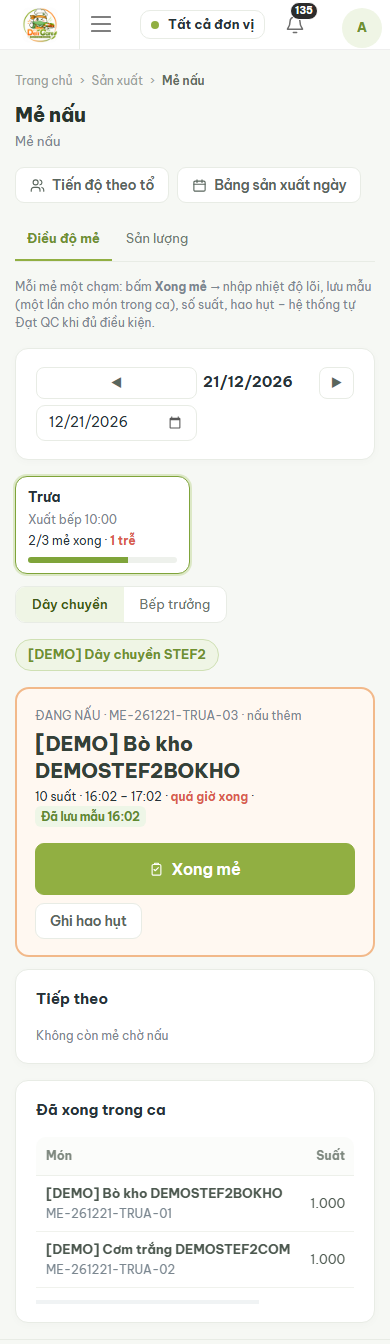 Tất cả đơn vị
135
A
Trang chủ › Sản xuất › Mẻ nấu
Mẻ nấu
Mẻ nấu
Tiến độ theo tổ
Bảng sản xuất ngày
Điều độ mẻ
Sản lượng
Mỗi mẻ một chạm: bấm Xong mẻ → nhập nhiệt độ lõi, lưu mẫu
(một lần cho món trong ca), số suất, hao hụt – hệ thống tự
Đạt QC khi đủ điều kiện.
◀ 21/12/2026 ▶
12/21/2026
Trưa
Xuất bếp 10:00
2/3 mẻ xong · 1 trễ
Dây chuyền
Bếp trưởng
[DEMO] Dây chuyền STEF2
ĐANG NẤU · ME-261221-TRUA-03 · nấu thêm
[DEMO] Bò kho
DEMOSTEF2BOKHO
10 suất · 16:02 – 17:02 · quá giờ xong ·
Đã lưu mẫu 16:02
Xong mẻ
Ghi hao hụt
Tiếp theo
Không còn mẻ chờ nấu
Đã xong trong ca
Món Suất
[DEMO] Bò kho DEMOSTEF2BOKHO
ME-261221-TRUA-01
1.000
[DEMO] Cơm trắng DEMOSTEF2COM
ME-261221-TRUA-02
1.000